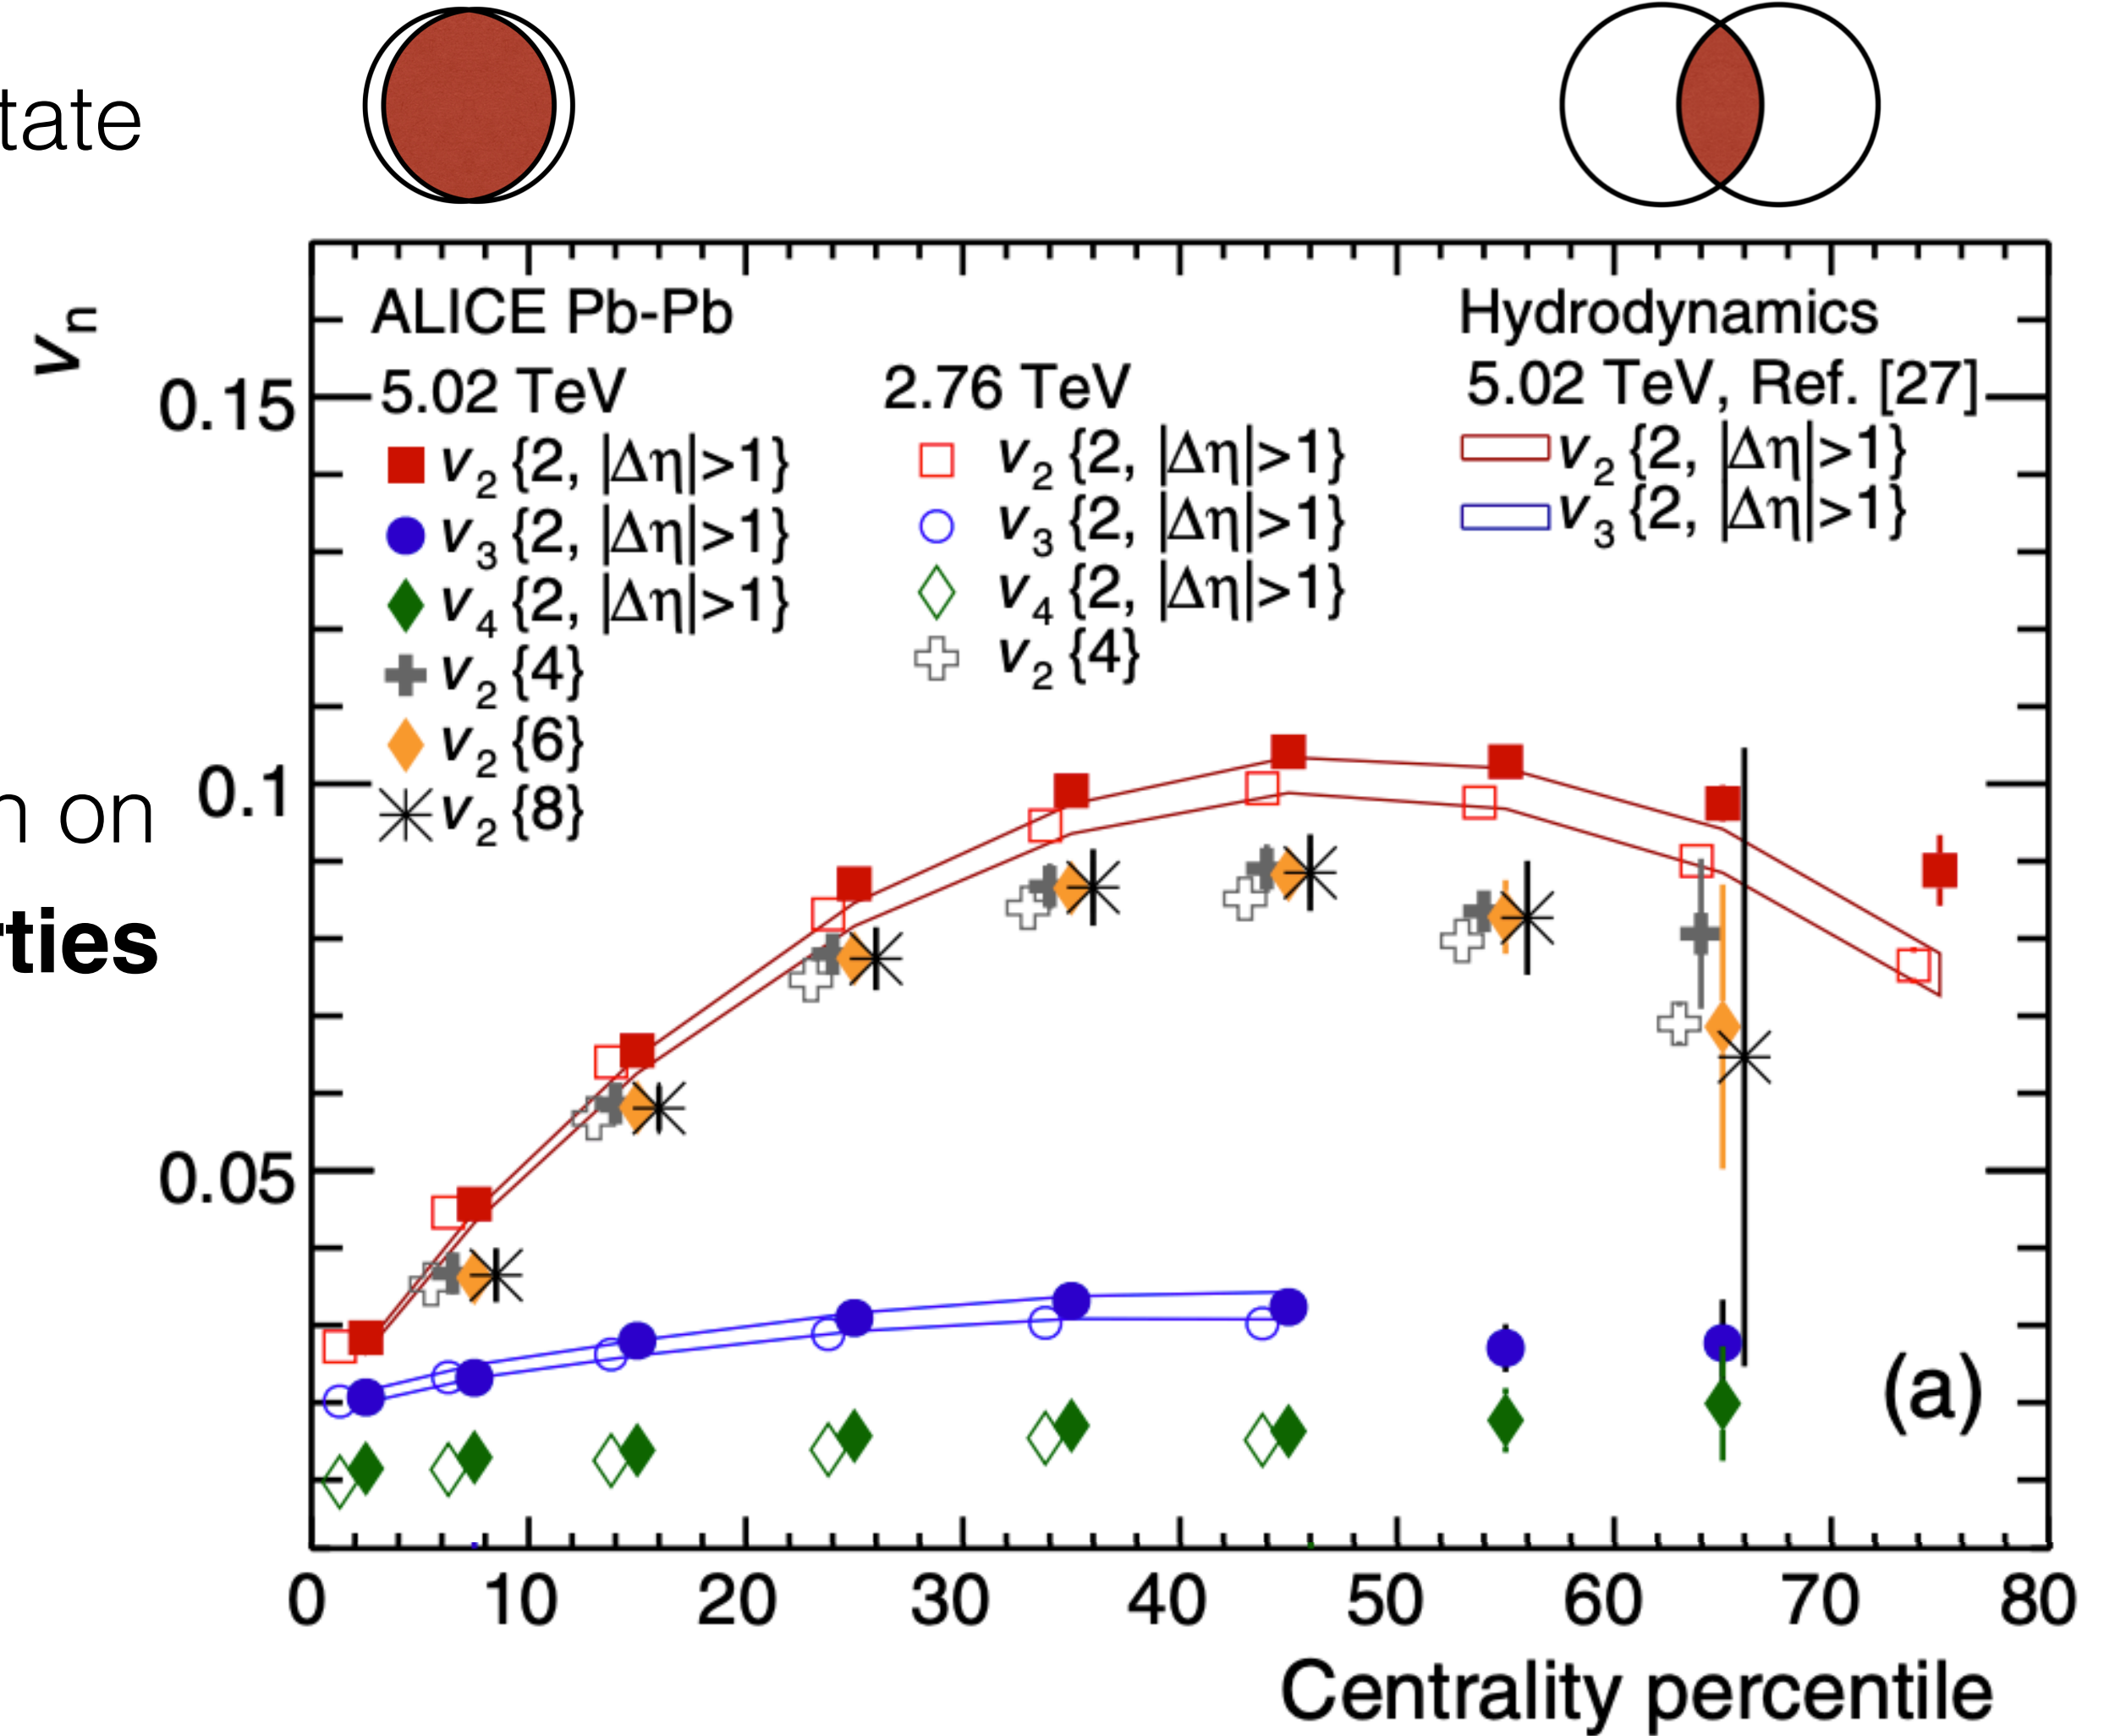 tate
n on
ties
v n
ALICE Pb-Pb
5.02 TeV
v2 {2, |Δη|>1}
v3 {2, |Δη|>1}
v4 {2, |Δη|>1}
v2 {4}
v2 {6}
v2 {8}
2.76 TeV
v2 {2, |Δη|>1}
v3 {2, |Δη|>1}
v4 {2, |Δη|>1}
v2 {4}
Hydrodynamics
5.02 TeV, Ref. [27]
v2 {2, |Δη|>1}
v3 {2, |Δη|>1}
0.15
0.1
0.05
(a)
0 10 20 30 40 50 60 70 80
Centrality percentile